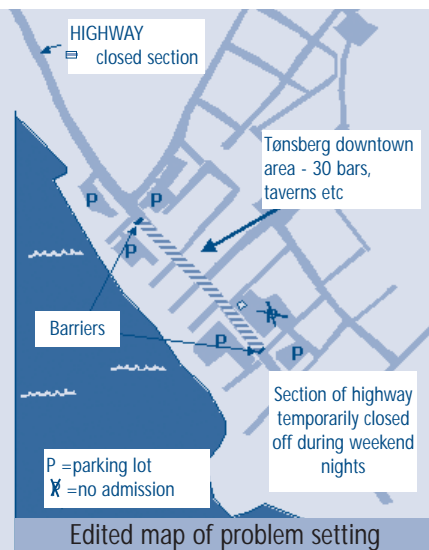 HIGHWAY
closed section
Tønsberg downtown
area - 30 bars,
taverns etc
P
P
P
Barriers
P
P
P
Section of highway
temporarily closed
off during weekend
nights
P =parking lot
P =no admission
Edited map of problem setting